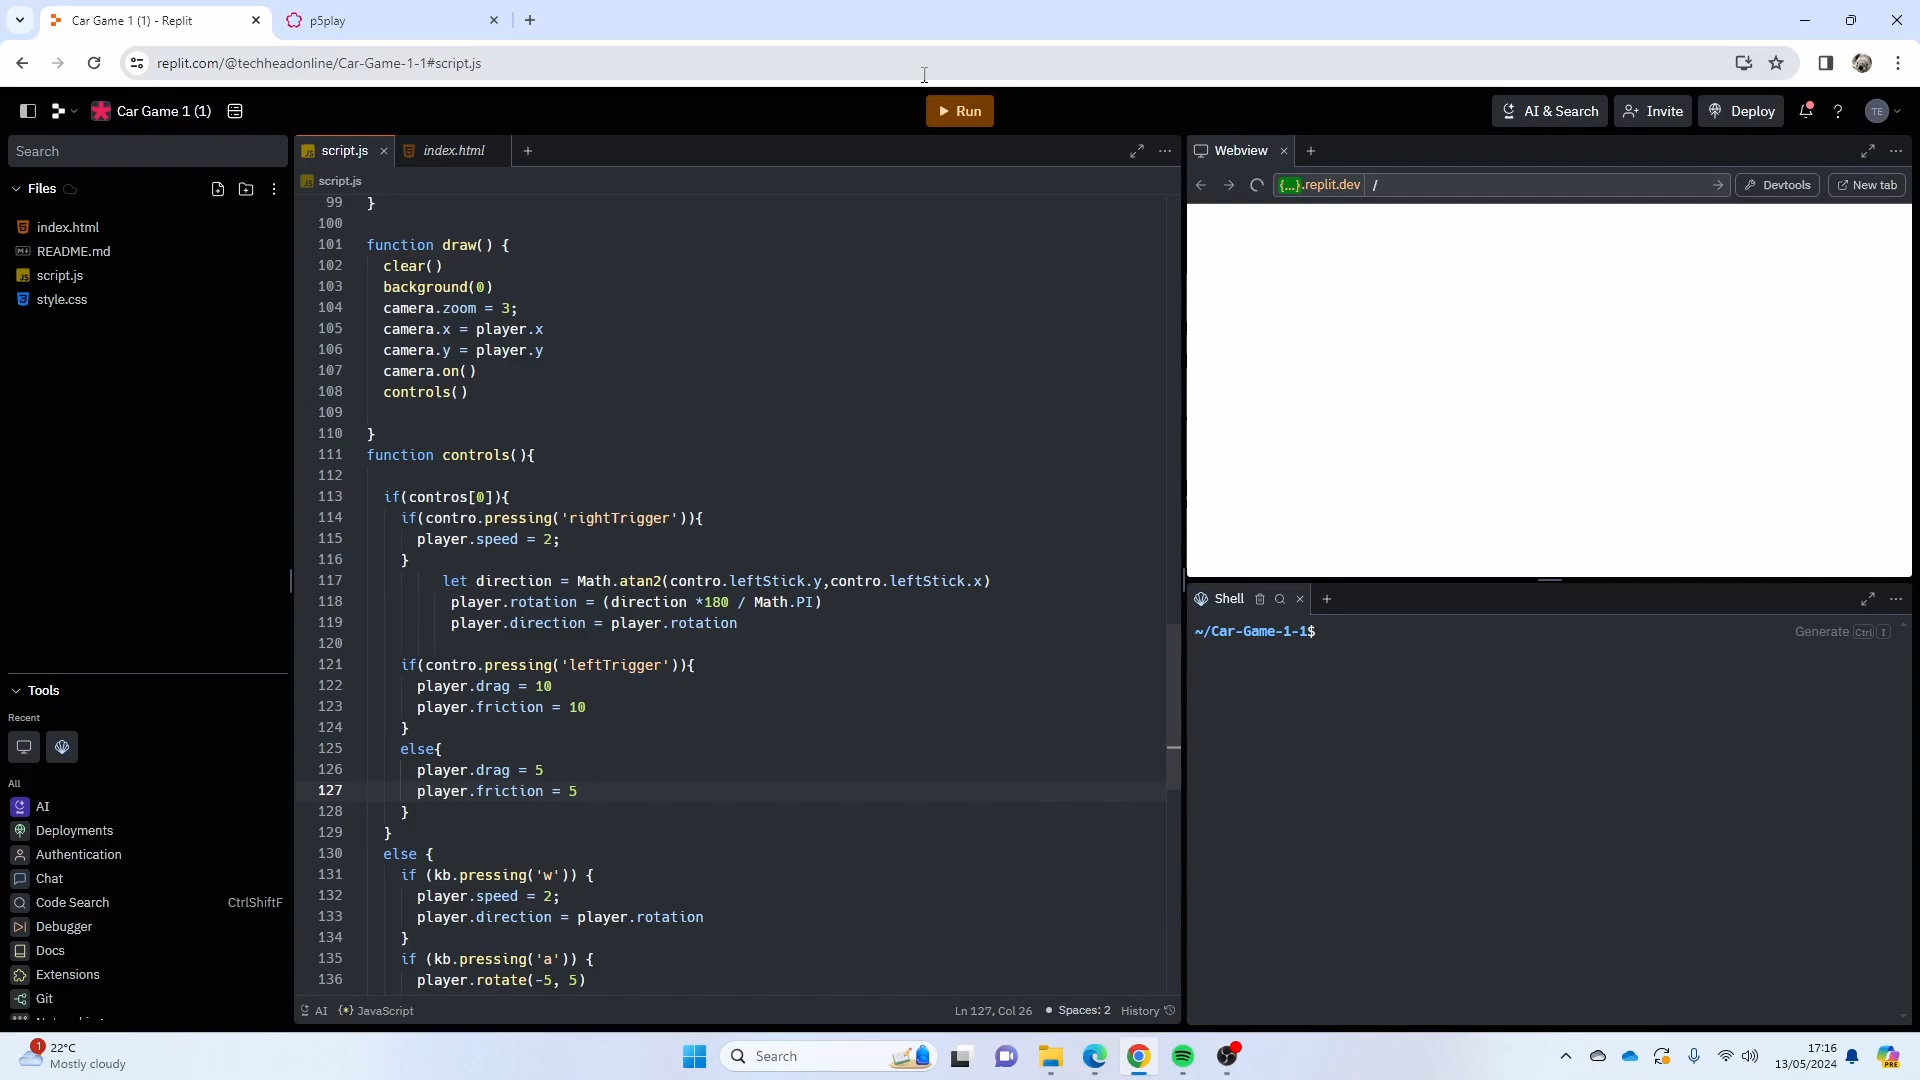 Car Game 1 (1) - Replit
p5play
replit.com/@techheadonline/Car-Game-1-1#script.js
Car Game 1 (1)
Run
AI & Search
Invite
Deploy
?
TE
Search
script.js
index.html
Webview
Files
script.js
{...}.replit.dev
/
Devtools
New tab
index.html
README.md
script.js
style.css
99 }
100
101 function draw() {
102 clear()
103 background(0)
104 camera.zoom = 3;
105 camera.x = player.x
106 camera.y = player.y
107 camera.on()
108 controls()
109
110 }
111 function controls(){
112
113 if(contros[0]){
114 if(contro.pressing('rightTrigger')){
115 player.speed = 2;
116 }
117 let direction = Math.atan2(contro.leftStick.y,contro.leftStick.x)
118 player.rotation = (direction *180 / Math.PI)
119 player.direction = player.rotation
120
121 if(contro.pressing('leftTrigger')){
122 player.drag = 10
123 player.friction = 10
124 }
125 else{
126 player.drag = 5
127 player.friction = 5
128 }
129 }
130 else {
131 if (kb.pressing('w')) {
132 player.speed = 2;
133 player.direction = player.rotation
134 }
135 if (kb.pressing('a')) {
136 player.rotate(-5, 5)
Shell
~/Car-Game-1-1$
Generate Ctrl I
Tools
Recent
All
AI
Deployments
Authentication
Chat
Code Search CtrlShiftF
Debugger
Docs
Extensions
Git
AI
JavaScript
Ln 127, Col 26
Spaces: 2
History
1
22°C
Mostly cloudy
Search
17:16
13/05/2024
PRE